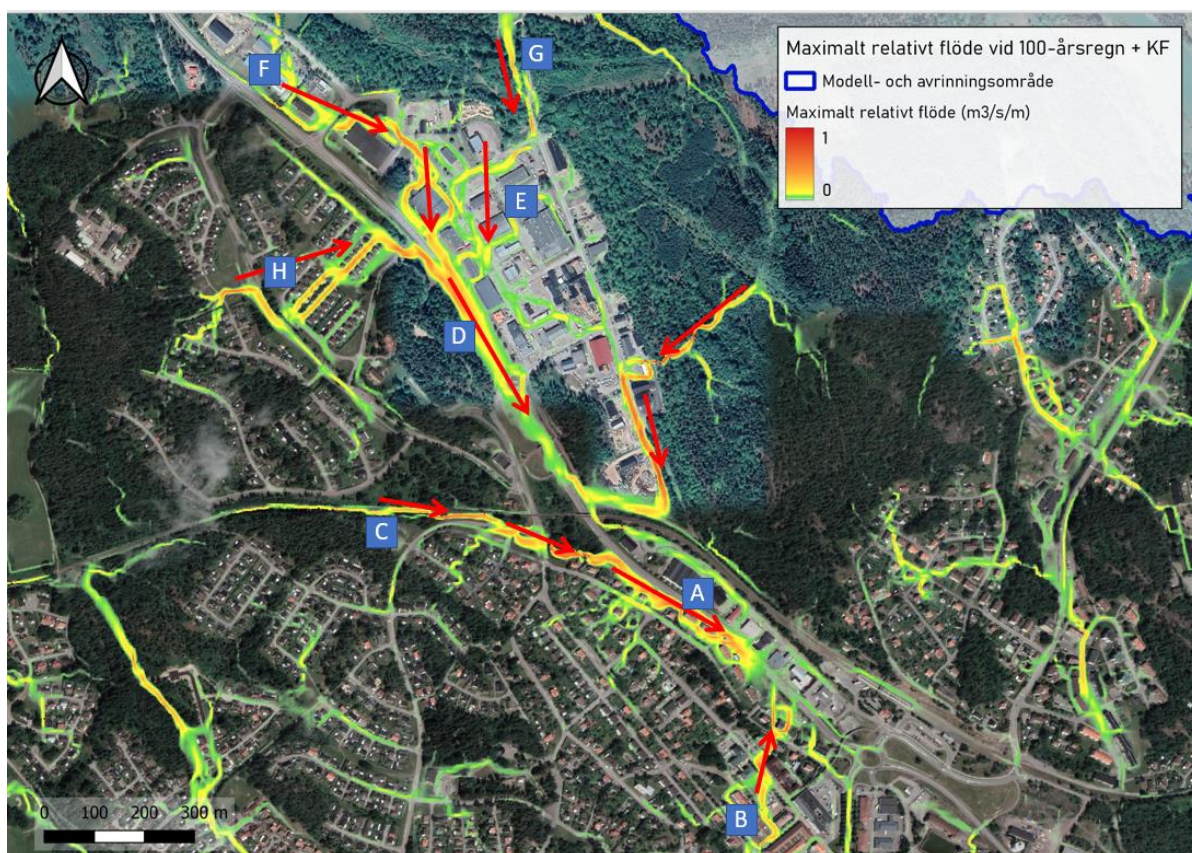 Maximalt relativt flöde vid 100-årsregn + KF
Modell- och avrinningsområde
Maximalt relativt flöde (m3/s/m)
1
0
G
F
E
H
D
C
A
B
0 100 200 300 m